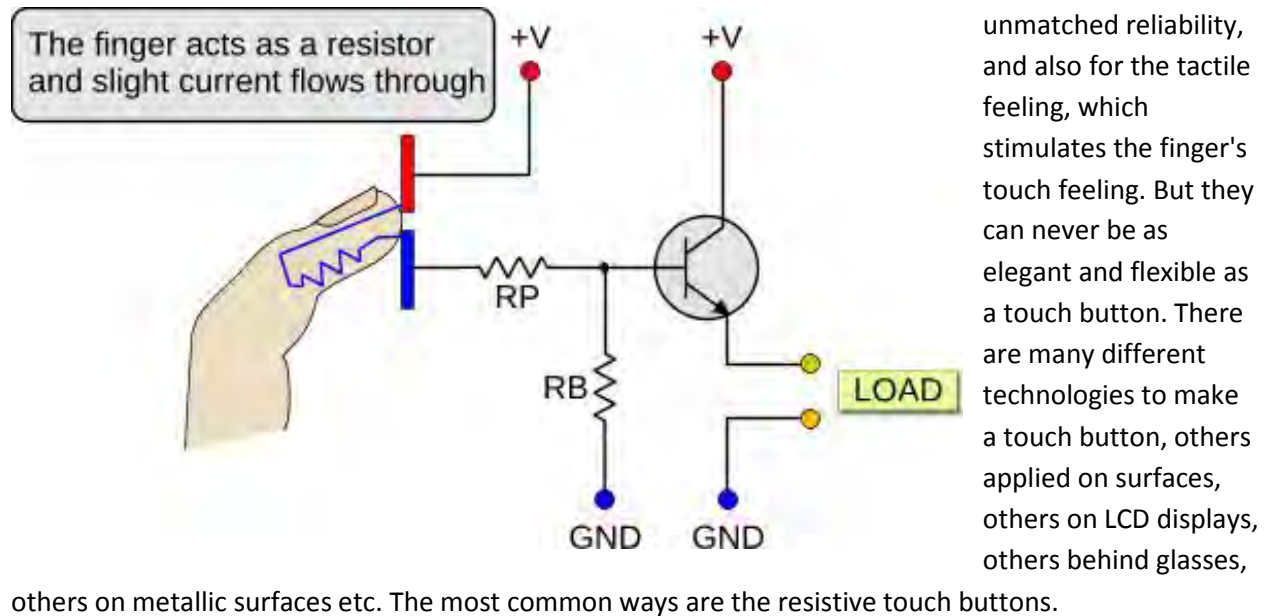 The finger acts as a resistor
and slight current flows through
+V
+V
RP
RB
LOAD
GND
GND
unmatched reliability,
and also for the tactile
feeling, which
stimulates the finger's
touch feeling. But they
can never be as
elegant and flexible as
a touch button. There
are many different
technologies to make
a touch button, others
applied on surfaces,
others on LCD displays,
others behind glasses,
others on metallic surfaces etc. The most common ways are the resistive touch buttons.